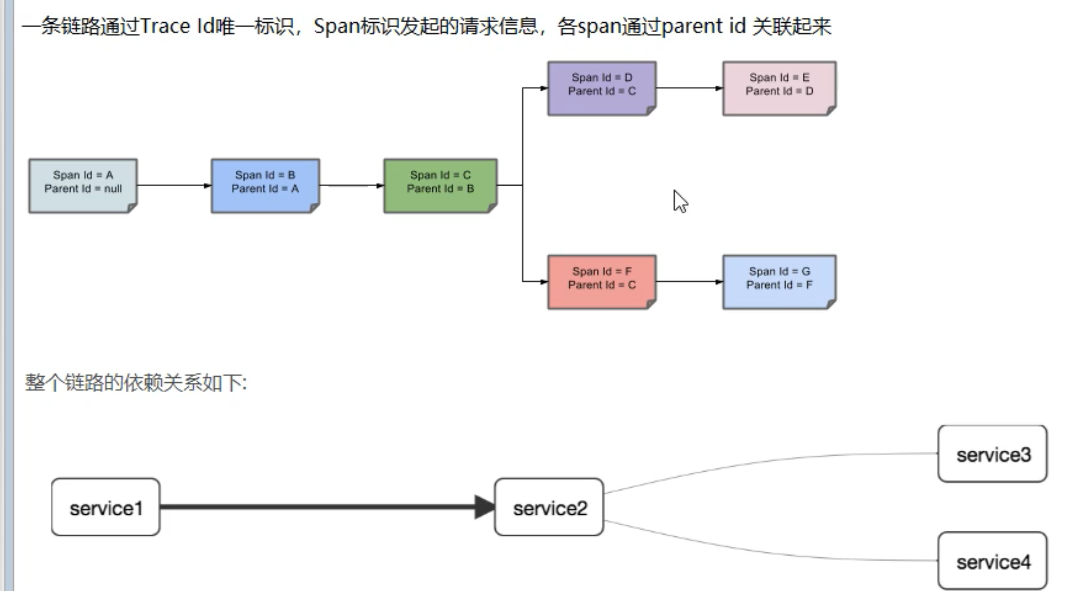 一条链路通过Trace Id唯一标识，Span标识发起的请求信息，各span通过parent id 关联起来
Span Id = A
Parent Id = null
Span Id = B
Parent Id = A
Span Id = C
Parent Id = B
Span Id = D
Parent Id = C
Span Id = E
Parent Id = D
Span Id = F
Parent Id = C
Span Id = G
Parent Id = F
整个链路的依赖关系如下:
service1
service2
service3
service4